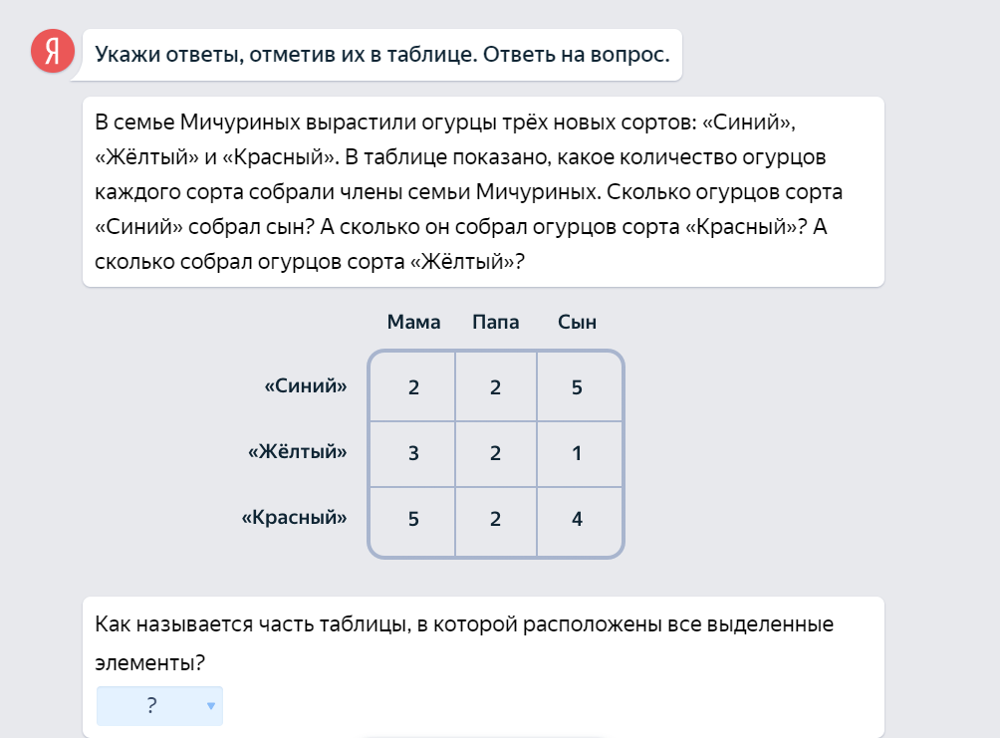 Я
Укажи ответы, отметив их в таблице. Ответь на вопрос.
В семье Мичуриных вырастили огурцы трёх новых сортов: «Синий»,
«Жёлтый» и «Красный». В таблице показано, какое количество огурцов
каждого сорта собрали члены семьи Мичуриных. Сколько огурцов сорта
«Синий» собрал сын? А сколько он собрал огурцов сорта «Красный»? А
сколько собрал огурцов сорта «Жёлтый»?
Мама Папа Сын
«Синий» 2 2 5
«Жёлтый» 3 2 1
«Красный» 5 2 4
Как называется часть таблицы, в которой расположены все выделенные
элементы?
?